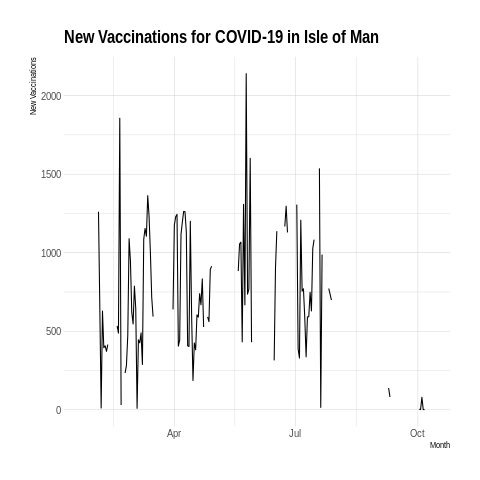 New Vaccinations for COVID-19 in Isle of Man
New Vaccinations
2000
1500
1000
500
0
Apr
Jul
Oct
Month